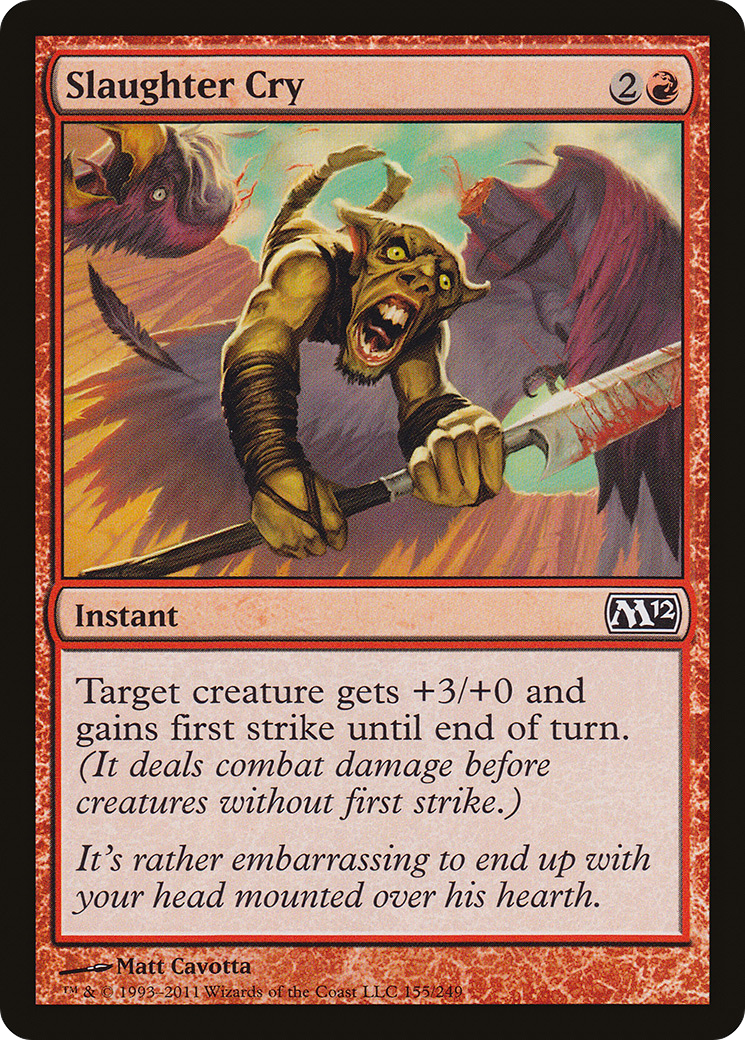 Slaughter Cry 2
Instant M12
Target creature gets +3/+0 and
gains first strike until end of turn.
(It deals combat damage before
creatures without first strike.)
It's rather embarrassing to end up with
your head mounted over his hearth.
Matt Cavotta
™ & © 1993–2011 Wizards of the Coast LLC 155/249